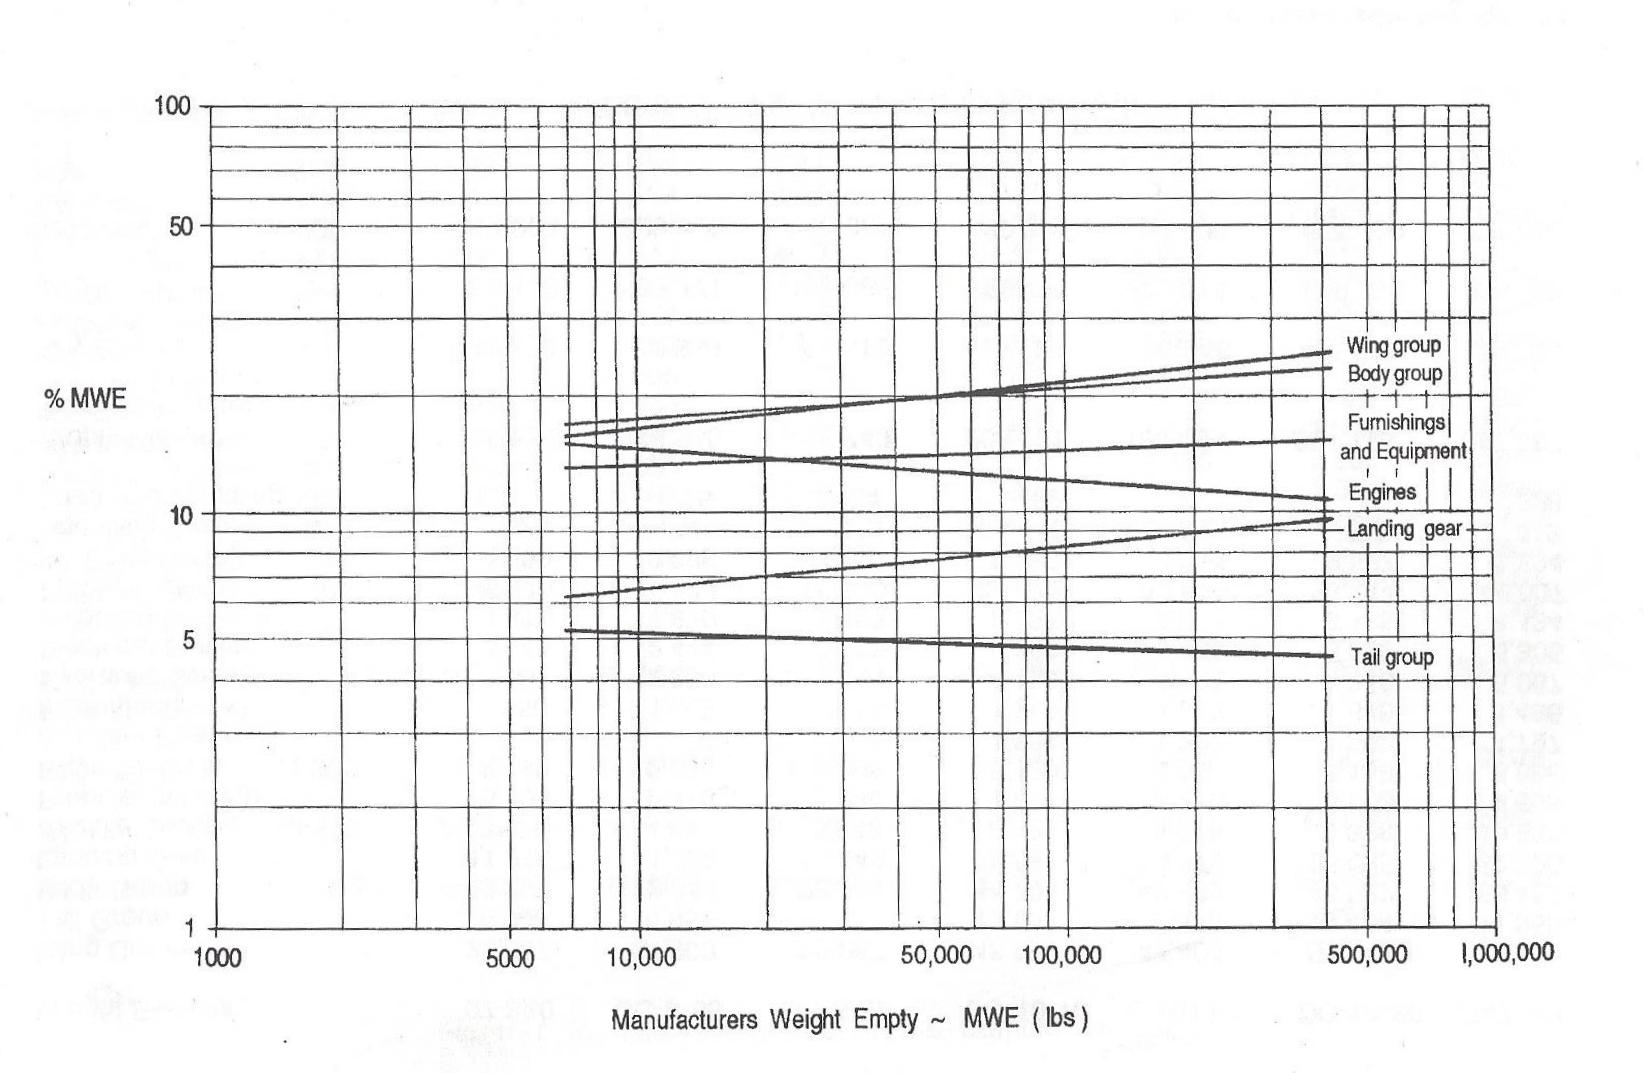 100
50
% MWE
10
5
1
Wing group
Body group
Furnishings
and Equipment
Engines
Landing gear
Tail group
1000
5000
10,000
50,000
100,000
500,000
1,000,000
Manufacturers Weight Empty ~ MWE ( lbs )